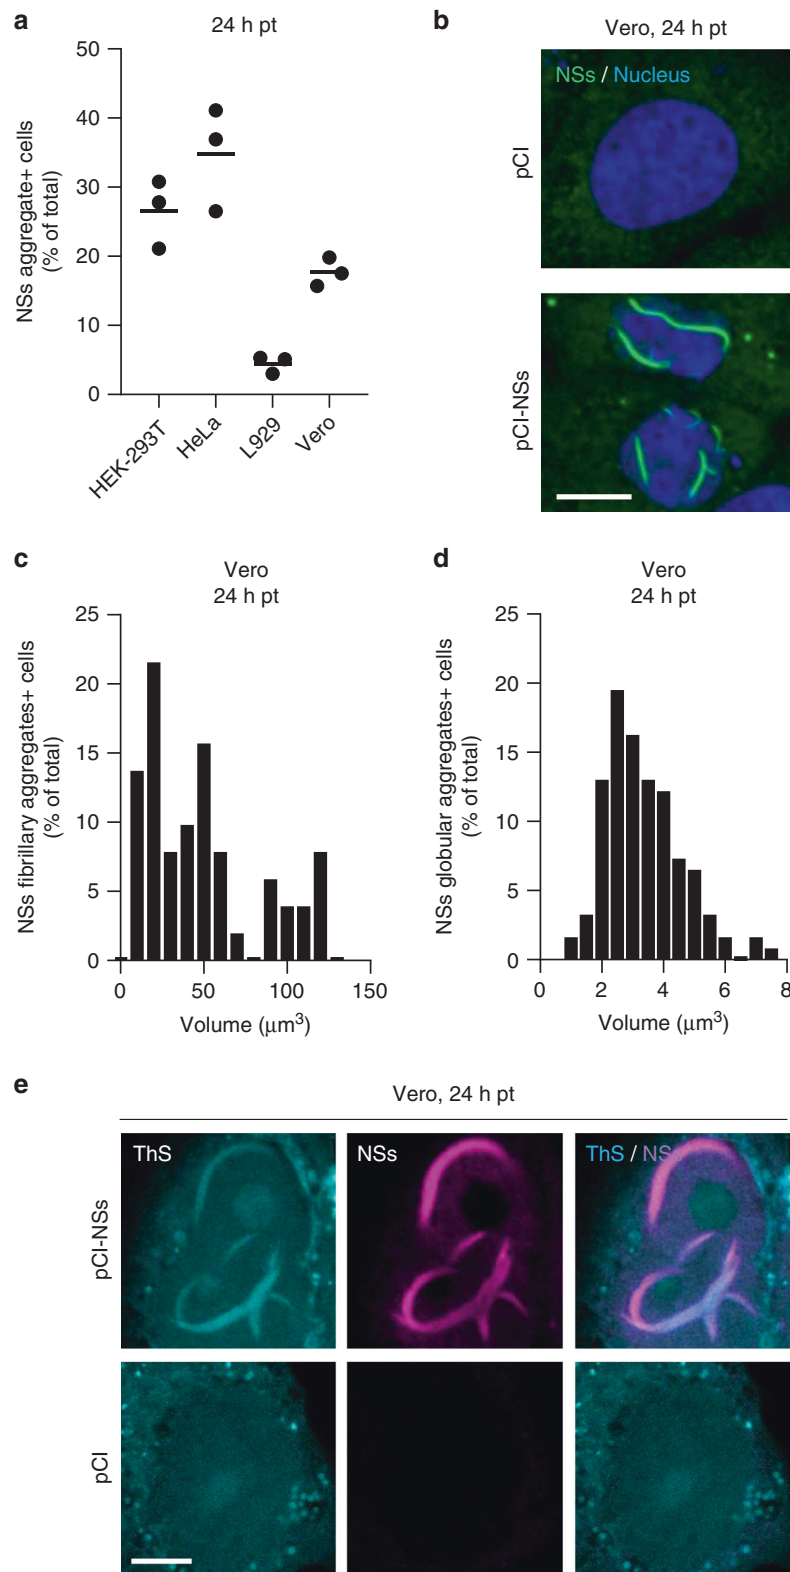 a
24 h pt
NSs aggregate+ cells
(% of total)
50
40
30
20
10
0
HEK-293T
HeLa
L929
Vero
b
Vero, 24 h pt
NSs / Nucleus
pCI
pCI-NSs
c
Vero
24 h pt
NSs fibrillary aggregates+ cells
(% of total)
25
20
15
10
5
0
0 50 100 150
Volume (μm³)
d
Vero
24 h pt
NSs globular aggregates+ cells
(% of total)
25
20
15
10
5
0
0 2 4 6 8
Volume (μm³)
e
Vero, 24 h pt
pCI-NSs
ThS
NSs
ThS / NS
pCI